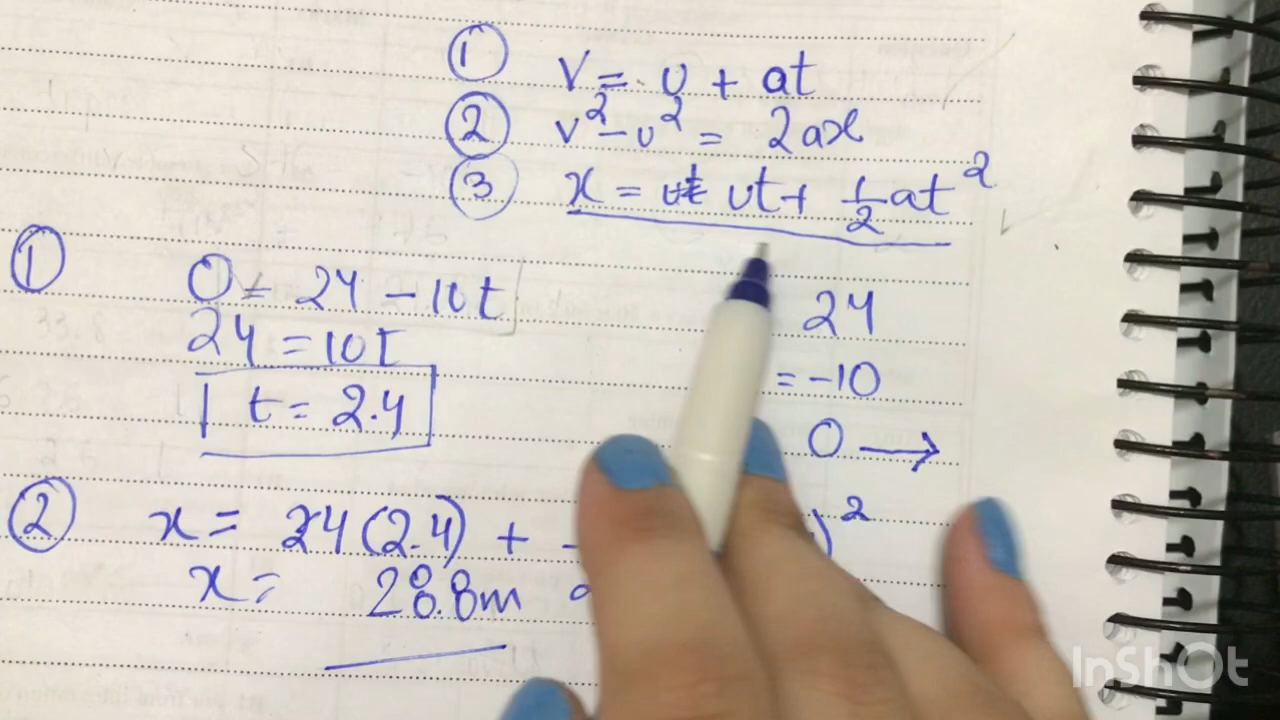 ① v = u + at
② v² - u² = 2ax
③ x = ut + ½at²
① 0 = 24 - 10t
24 = 10t
t = 2.4
24
= -10
0 →
② x = 24(2.4) + )²
x = 28.8m
InShOt